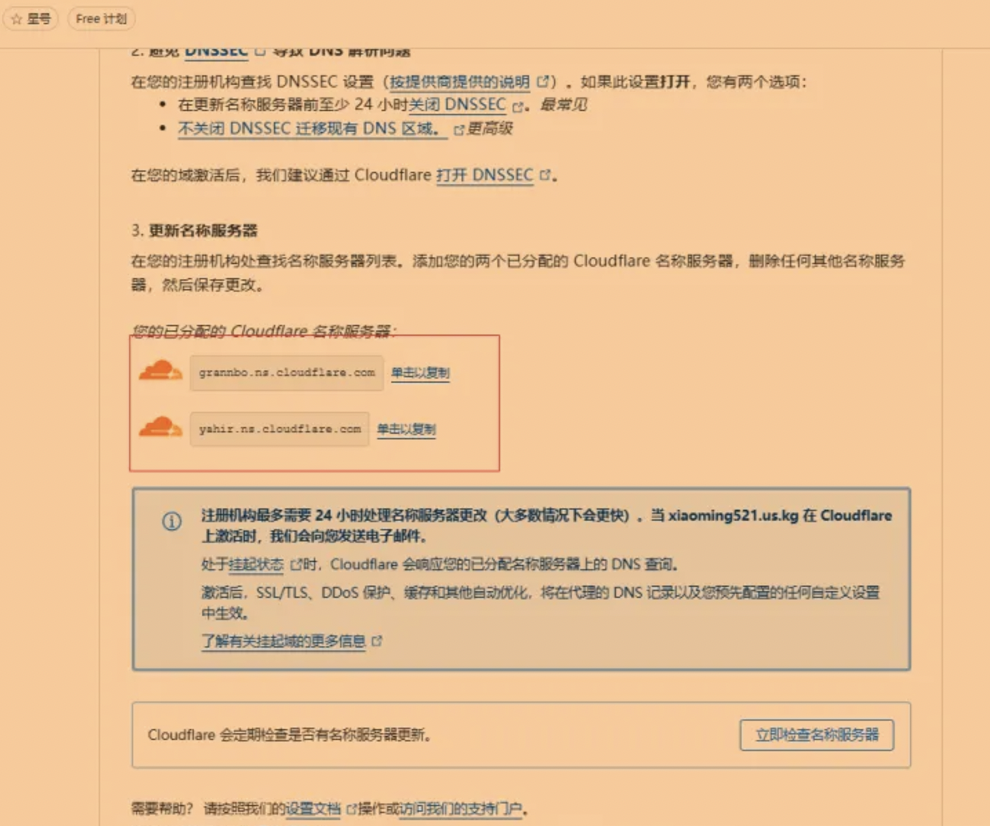 ☆ 星号
Free 计划
2. 避免 DNSSEC 导致 DNS 解析问题
在您的注册机构查找 DNSSEC 设置（按提供商提供的说明）。如果此设置打开，您有两个选项：
• 在更新名称服务器前至少 24 小时关闭 DNSSEC。最常见
• 不关闭 DNSSEC 迁移现有 DNS 区域。更高级
在您的域激活后，我们建议通过 Cloudflare 打开 DNSSEC。
3. 更新名称服务器
在您的注册机构处查找名称服务器列表。添加您的两个已分配的 Cloudflare 名称服务器，删除任何其他名称服务
器，然后保存更改。
您的已分配的 Cloudflare 名称服务器：
grannbo.ns.cloudflare.com 单击以复制
yahir.ns.cloudflare.com 单击以复制
注册机构最多需要 24 小时处理名称服务器更改（大多数情况下会更快）。当 xiaoming521.us.kg 在 Cloudflare
上激活时，我们会向您发送电子邮件。
处于挂起状态时，Cloudflare 会响应您的已分配名称服务器上的 DNS 查询。
激活后，SSL/TLS、DDoS 保护、缓存和其他自动优化，将在代理的 DNS 记录以及您预先配置的任何自定义设置
中生效。
了解有关挂起域的更多信息
Cloudflare 会定期检查是否有名称服务器更新。
立即检查名称服务器
需要帮助？请按照我们的设置文档操作或访问我们的支持门户。